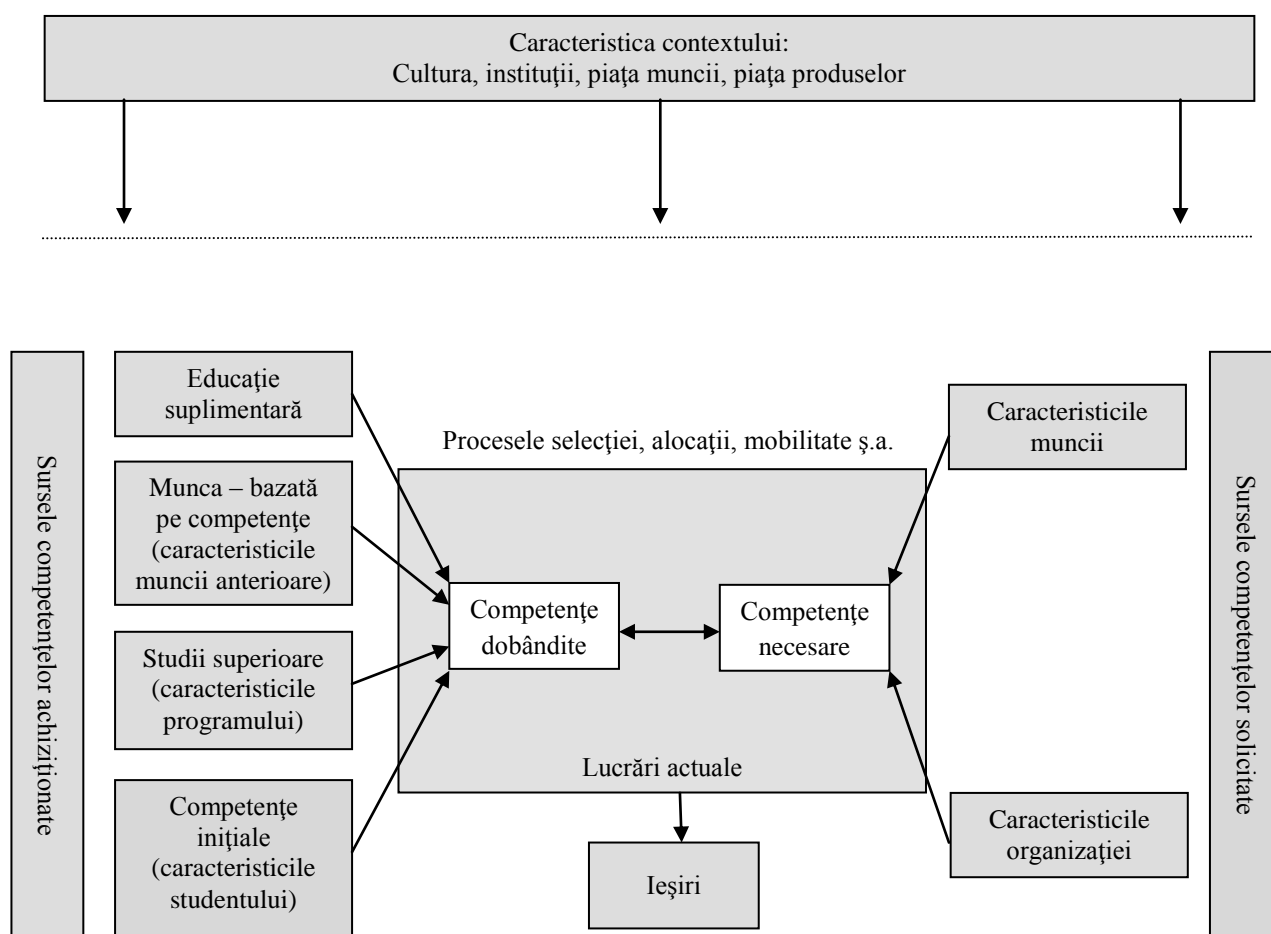 Caracteristica contextului:
Cultura, instituţii, piaţa muncii, piaţa produselor
Sursele competenţelor achiziţionate
Educaţie
suplimentară
Munca – bazată
pe competenţe
(caracteristicile
muncii anterioare)
Studii superioare
(caracteristicile
programului)
Competenţe
iniţiale
(caracteristicile
studentului)
Procesele selecţiei, alocaţii, mobilitate ş.a.
Competenţe
dobândite
Competenţe
necesare
Lucrări actuale
Ieşiri
Caracteristicile
muncii
Caracteristicile
organizaţiei
Sursele competenţelor solicitate